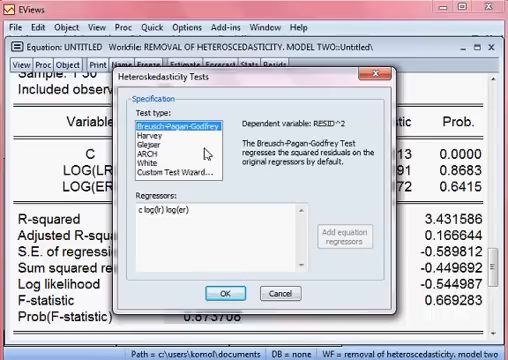 EViews
File Edit Object View Proc Quick Options Add-ins Window Help
Equation: UNTITLED Workfile: REMOVAL OF HETEROSCEDASTICITY. MODEL TWO::Untitled\
View Proc Object Print Name Freeze Estimate Forecast Stats Resids
Sample: 1 30
Included observ
Heteroskedasticity Tests
Specification
Test type:
Breusch-Pagan-Godfrey
Harvey
Glejser
ARCH
White
Custom Test Wizard...
Dependent variable: RESID^2
The Breusch-Pagan-Godfrey Test
regresses the squared residuals on the
original regressors by default.
Regressors:
c log(lr) log(er)
Add equation
regressors
OK Cancel
Variab
tistic Prob.
C 0.0000
LOG(LR 0.8672
LOG(ER 0.6415
R-squared 3.431586
Adjusted R-squ 0.166644
S.E. of regressi -0.589812
Sum squared re -0.449692
Log likelihood -0.544987
F-statistic 0.669283
Prob(F-statistic) 0.873708
Path = c:\users\komol\documents DB = none WF = removal of heteroscedasticity. model two